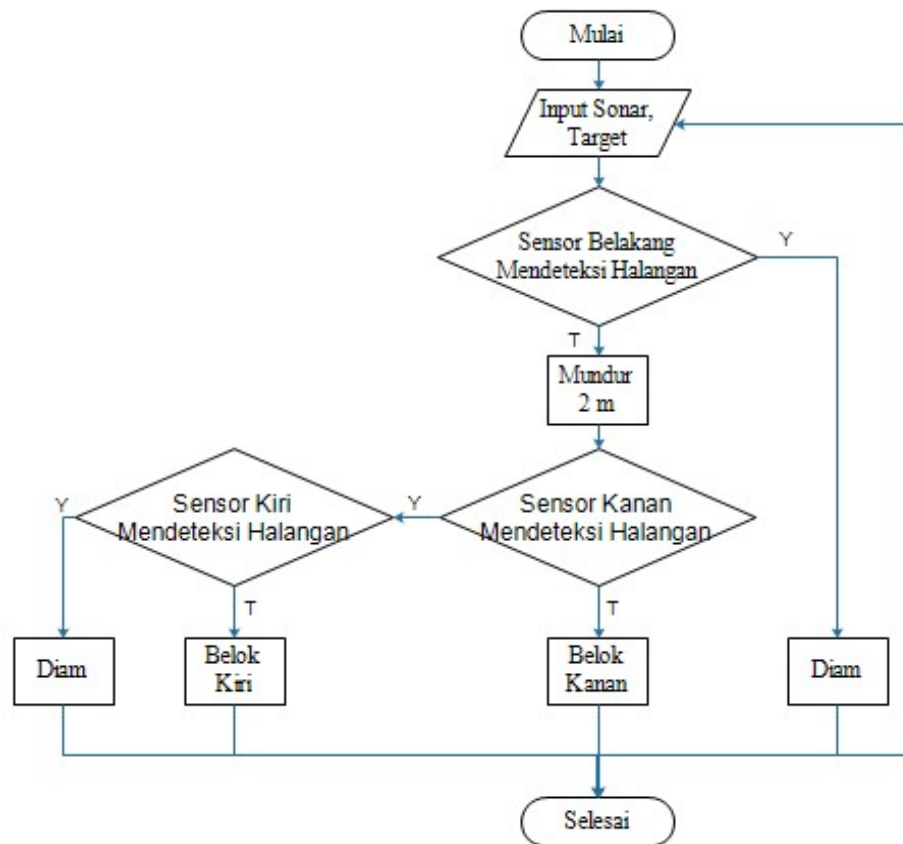 Mulai
Input Sonar,
Target
Sensor Belakang
Mendeteksi Halangan
Y
T
Mundur
2 m
Sensor Kanan
Mendeteksi Halangan
Y
Sensor Kiri
Mendeteksi Halangan
Y
T
T
Diam
Belok
Kiri
Belok
Kanan
Diam
Selesai